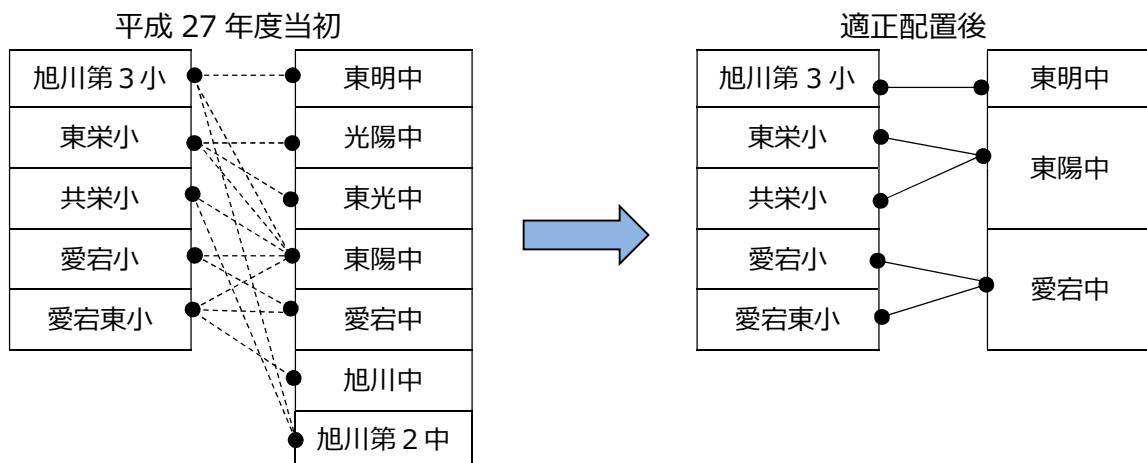 平成 27 年度当初
旭川第３小
東栄小
共栄小
愛宕小
愛宕東小
東明中
光陽中
東光中
東陽中
愛宕中
旭川中
旭川第２中
適正配置後
旭川第３小
東栄小
共栄小
愛宕小
愛宕東小
東明中
東陽中
愛宕中